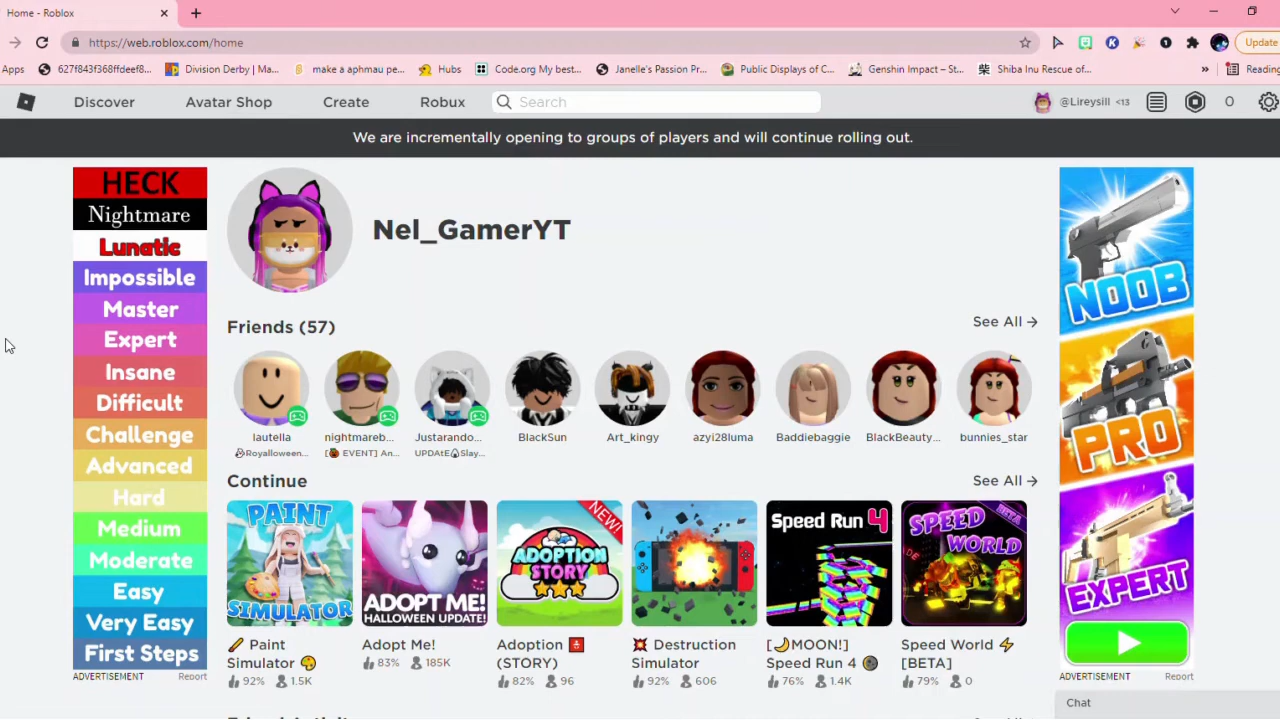 Home - Roblox
https://web.roblox.com/home
Update
Apps
627f843f368ffdeef8...
Division Derby | Ma...
make a aphmau pe...
Hubs
Code.org My best...
Janelle's Passion Pr...
Public Displays of C...
Genshin Impact – St...
Shiba Inu Rescue of...
»
Reading
Discover
Avatar Shop
Create
Robux
Search
@Lireysill <13
0
We are incrementally opening to groups of players and will continue rolling out.
HECK
Nightmare
Lunatic
Impossible
Master
Expert
Insane
Difficult
Challenge
Advanced
Hard
Medium
Moderate
Easy
Very Easy
First Steps
ADVERTISEMENT
Report
Nel_GamerYT
Friends (57)
See All
lautella
nightmareb...
Justarando...
BlackSun
Art_kingy
azyi28luma
Baddiebaggie
BlackBeauty...
bunnies_star
Royalloween...
[🎃 EVENT] An...
UPDAtE🔥Slay...
Continue
See All
PAINT
SIMULATOR
ADOPT ME!
HALLOWEEN UPDATE!
NEW!
ADOPTION
STORY
Speed Run 4
SPEED
WORLD
BETA
Paint
Simulator
92% 1.5K
Adopt Me!
83% 185K
Adoption
(STORY)
82% 96
Destruction
Simulator
92% 606
[🌙MOON!]
Speed Run 4
76% 1.4K
Speed World ⚡
[BETA]
79% 0
NOOB
PRO
EXPERT
ADVERTISEMENT
Report
Chat